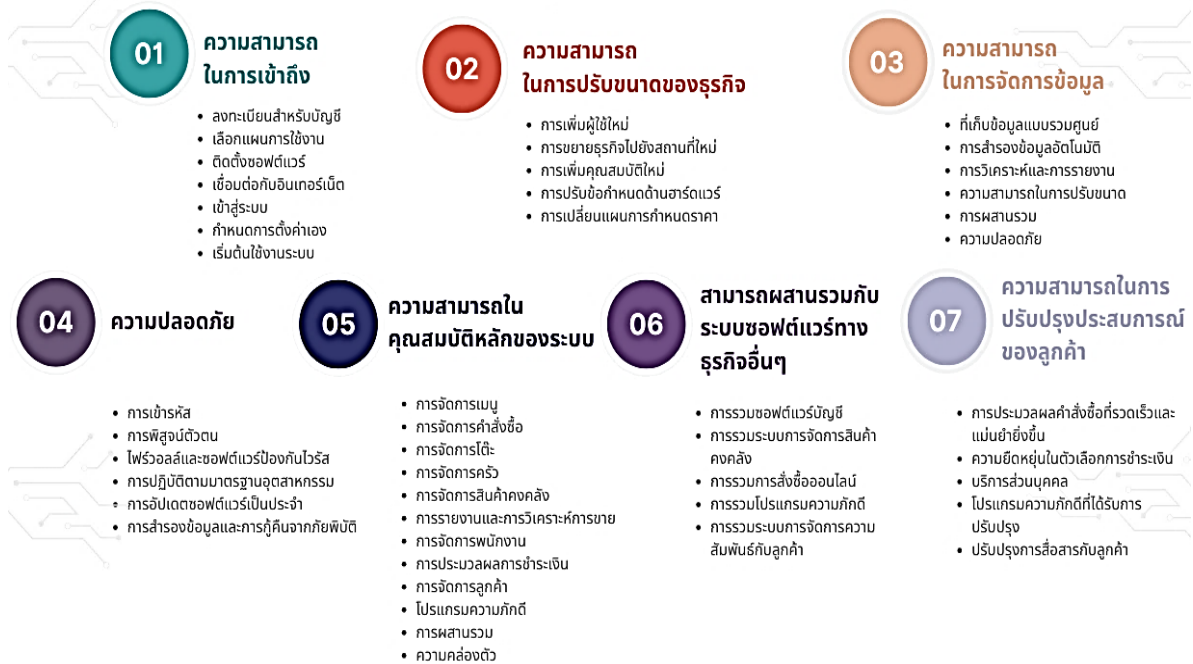 01
ความสามารถ
ในการเข้าถึง
• ลงทะเบียนสำหรับบัญชี
• เลือกแผนการใช้งาน
• ติดตั้งซอฟต์แวร์
• เชื่อมต่อกับอินเทอร์เน็ต
• เข้าสู่ระบบ
• กำหนดการตั้งค่าเอง
• เริ่มต้นใช้งานระบบ
02
ความสามารถ
ในการปรับขนาดของธุรกิจ
• การเพิ่มผู้ใช้ใหม่
• การขยายธุรกิจไปยังสถานที่ใหม่
• การเพิ่มคุณสมบัติใหม่
• การปรับข้อกำหนดด้านฮาร์ดแวร์
• การเปลี่ยนแผนการกำหนดราคา
03
ความสามารถ
ในการจัดการข้อมูล
• ที่เก็บข้อมูลแบบรวมศูนย์
• การสำรองข้อมูลอัตโนมัติ
• การวิเคราะห์และการรายงาน
• ความสามารถในการปรับขนาด
• การผสานรวม
• ความปลอดภัย
04
ความปลอดภัย
• การเข้ารหัส
• การพิสูจน์ตัวตน
• ไฟร์วอลล์และซอฟต์แวร์ป้องกันไวรัส
• การปฏิบัติตามมาตรฐานอุตสาหกรรม
• การอัปเดตซอฟต์แวร์เป็นประจำ
• การสำรองข้อมูลและการกู้คืนจากภัยพิบัติ
05
ความสามารถใน
คุณสมบัติหลักของระบบ
• การจัดการเมนู
• การจัดการคำสั่งซื้อ
• การจัดการโต๊ะ
• การจัดการครัว
• การจัดการสินค้าคงคลัง
• การรายงานและการวิเคราะห์การขาย
• การจัดการพนักงาน
• การประมวลผลการชำระเงิน
• การจัดการลูกค้า
• โปรแกรมความภักดี
• การผสานรวม
• ความคล่องตัว
06
สามารถผสานรวมกับ
ระบบซอฟต์แวร์ทาง
ธุรกิจอื่นๆ
• การรวมซอฟต์แวร์บัญชี
• การรวมระบบการจัดการสินค้า
คงคลัง
• การรวมการสั่งซื้อออนไลน์
• การรวมโปรแกรมความภักดี
• การรวมระบบการจัดการความ
สัมพันธ์กับลูกค้า
07
ความสามารถในการ
ปรับปรุงประสบการณ์
ของลูกค้า
• การประมวลผลคำสั่งซื้อที่รวดเร็วและ
แม่นยำยิ่งขึ้น
• ความยืดหยุ่นในตัวเลือกการชำระเงิน
• บริการส่วนบุคคล
• โปรแกรมความภักดีที่ได้รับการ
ปรับปรุง
• ปรับปรุงการสื่อสารกับลูกค้า